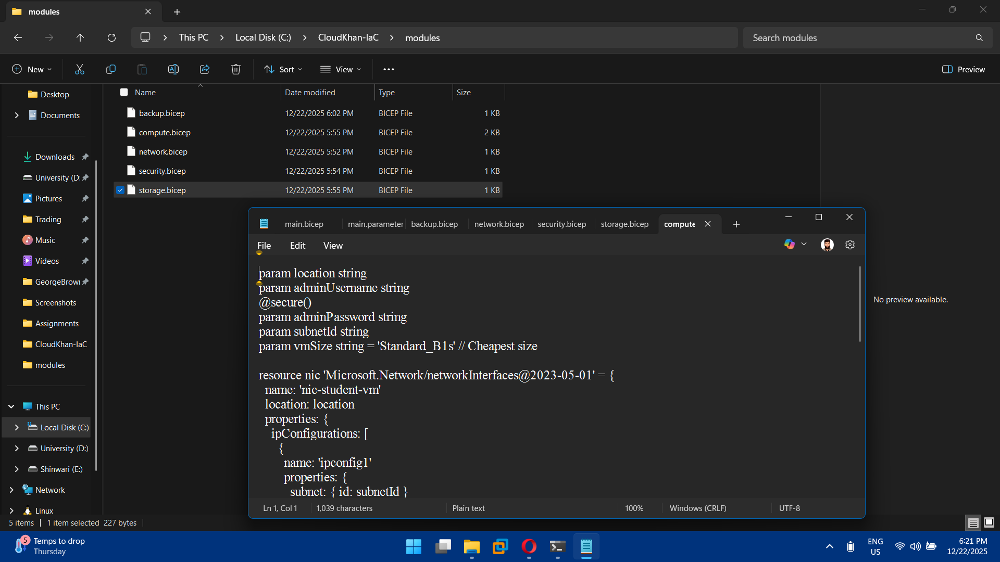 modules
This PC
Local Disk (C:)
CloudKhan-IaC
modules
Search modules
New
Sort
View
Preview
Desktop
Documents
Downloads
University (D:
Pictures
Trading
Music
Videos
GeorgeBrowr
Screenshots
Assignments
CloudKhan-IaC
modules
This PC
Local Disk (C:)
University (D:)
Shinwari (E:)
Network
Linux
Name Date modified Type Size
backup.bicep 12/22/2025 6:02 PM BICEP File 1 KB
compute.bicep 12/22/2025 5:55 PM BICEP File 2 KB
network.bicep 12/22/2025 5:52 PM BICEP File 1 KB
security.bicep 12/22/2025 5:54 PM BICEP File 1 KB
storage.bicep 12/22/2025 5:55 PM BICEP File 1 KB
No preview available.
main.bicep main.parameter backup.bicep network.bicep security.bicep storage.bicep compute
File Edit View
param location string
param adminUsername string
@secure()
param adminPassword string
param subnetId string
param vmSize string = 'Standard_B1s' // Cheapest size
resource nic 'Microsoft.Network/networkInterfaces@2023-05-01' = {
name: 'nic-student-vm'
location: location
properties: {
ipConfigurations: [
{
name: 'ipconfig1'
properties: {
subnet: { id: subnetId }
Ln 1, Col 1 1,039 characters Plain text 100% Windows (CRLF) UTF-8
5 items 1 item selected 227 bytes
5
Temps to drop
Thursday
ENG
US
6:21 PM
12/22/2025